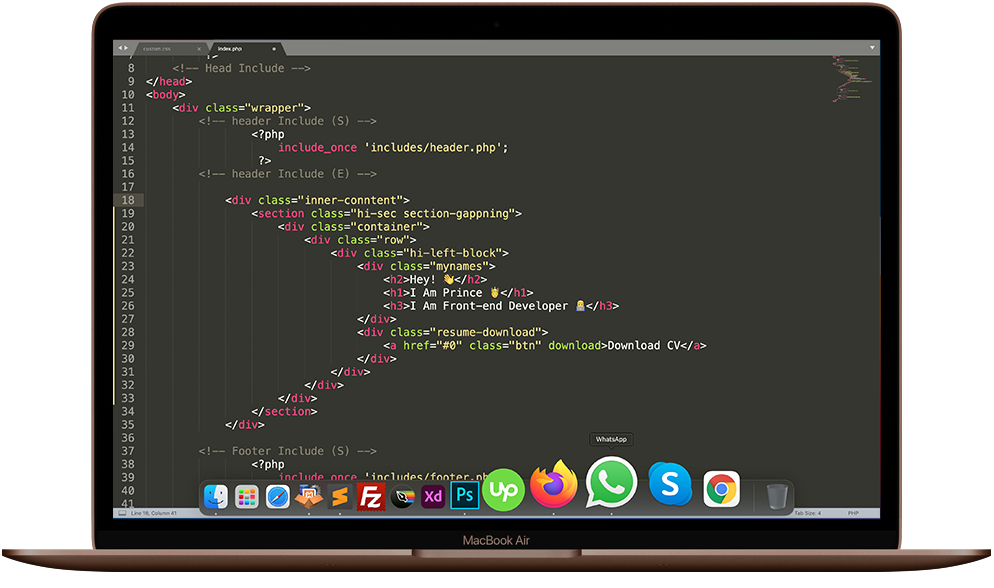 custom.css
index.php
7 ?>
8 <!-- Head Include -->
9 </head>
10 <body>
11 <div class="wrapper">
12 <!-- header Include (S) -->
13 <?php
14 include_once 'includes/header.php';
15 ?>
16 <!-- header Include (E) -->
17
18 <div class="inner-conntent">
19 <section class="hi-sec section-gappning">
20 <div class="container">
21 <div class="row">
22 <div class="hi-left-block">
23 <div class="mynames">
24 <h2>Hey! 👋</h2>
25 <h1>I Am Prince 🤴</h1>
26 <h3>I Am Front-end Developer 👨‍💻</h3>
27 </div>
28 <div class="resume-download">
29 <a href="#0" class="btn" download>Download CV</a>
30 </div>
31 </div>
32 </div>
33 </div>
34 </section>
35 </div>
36
37 <!-- Footer Include (S) -->
38 <?php
39 include_once 'includes/footer.ph
40
41
WhatsApp
Fz
Xd
Ps
Up
S
Line 18, Column 41
Tab Size: 4
PHP
MacBook Air